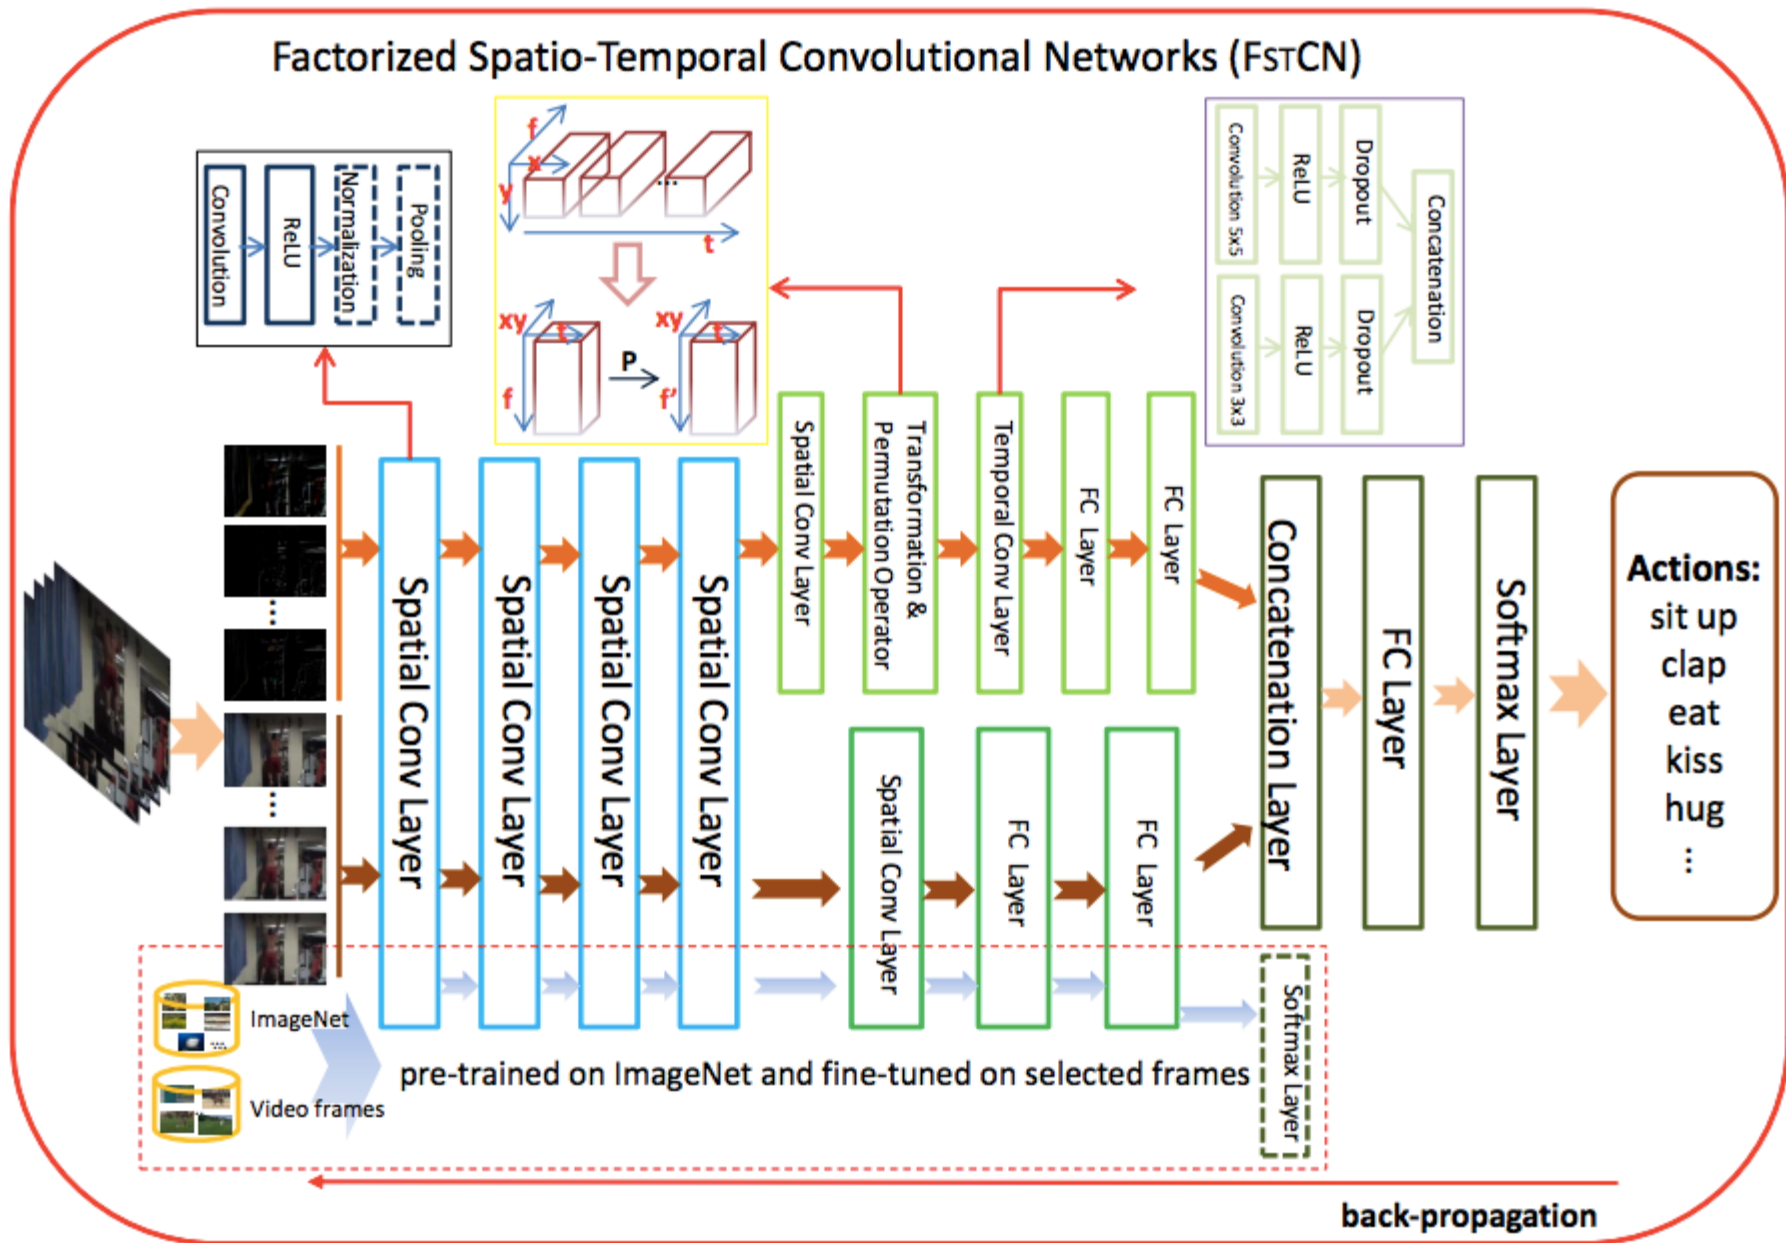 Factorized Spatio-Temporal Convolutional Networks (FSTCN)
Convolution
ReLU
Normalization
Pooling
f
x
y
...
t
xy
t
f
P
xy
t
f'
Convolution 5x5
ReLU
Dropout
Convolution 3x3
ReLU
Dropout
Concatenation
...
...
Spatial Conv Layer
Spatial Conv Layer
Spatial Conv Layer
Spatial Conv Layer
Spatial Conv Layer
Transformation &
Permutation Operator
Temporal Conv Layer
FC Layer
FC Layer
Spatial Conv Layer
FC Layer
FC Layer
Concatenation Layer
FC Layer
Softmax Layer
Actions:
sit up
clap
eat
kiss
hug
...
ImageNet
...
Video frames
...
pre-trained on ImageNet and fine-tuned on selected frames
Softmax Layer
back-propagation